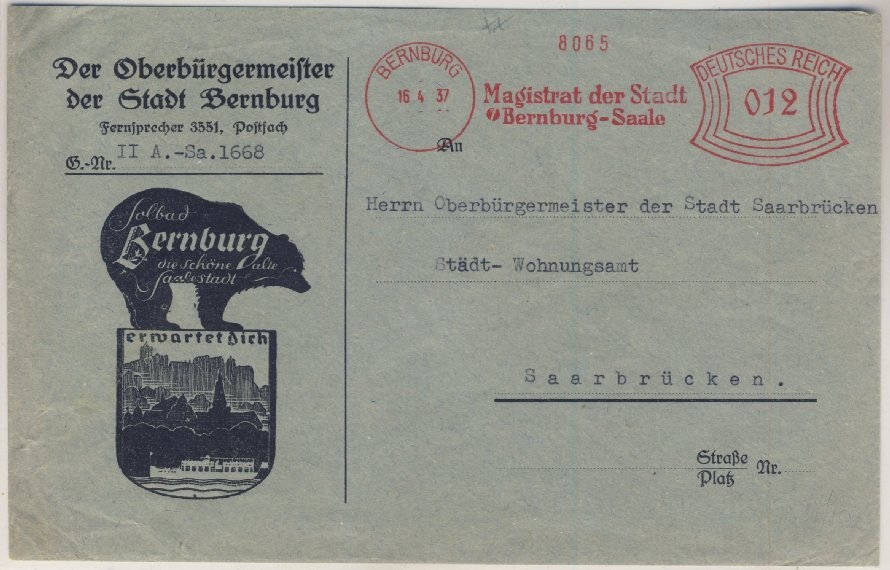 Der Oberbürgermeister
der Stadt Bernburg
Fernsprecher 3551, Postfach
G.-Nr. II A.-Sa.1668
Solbad
Bernburg
die schöne alte
Saalestadt
erwartet Dich
8065
BERNBURG
16 4 37
Magistrat der Stadt
Bernburg-Saale
DEUTSCHES REICH
012
An
Herrn Oberbürgermeister der Stadt Saarbrücken
Städt- Wohnungsamt
Saarbrücken.
Straße
Platz
Nr.